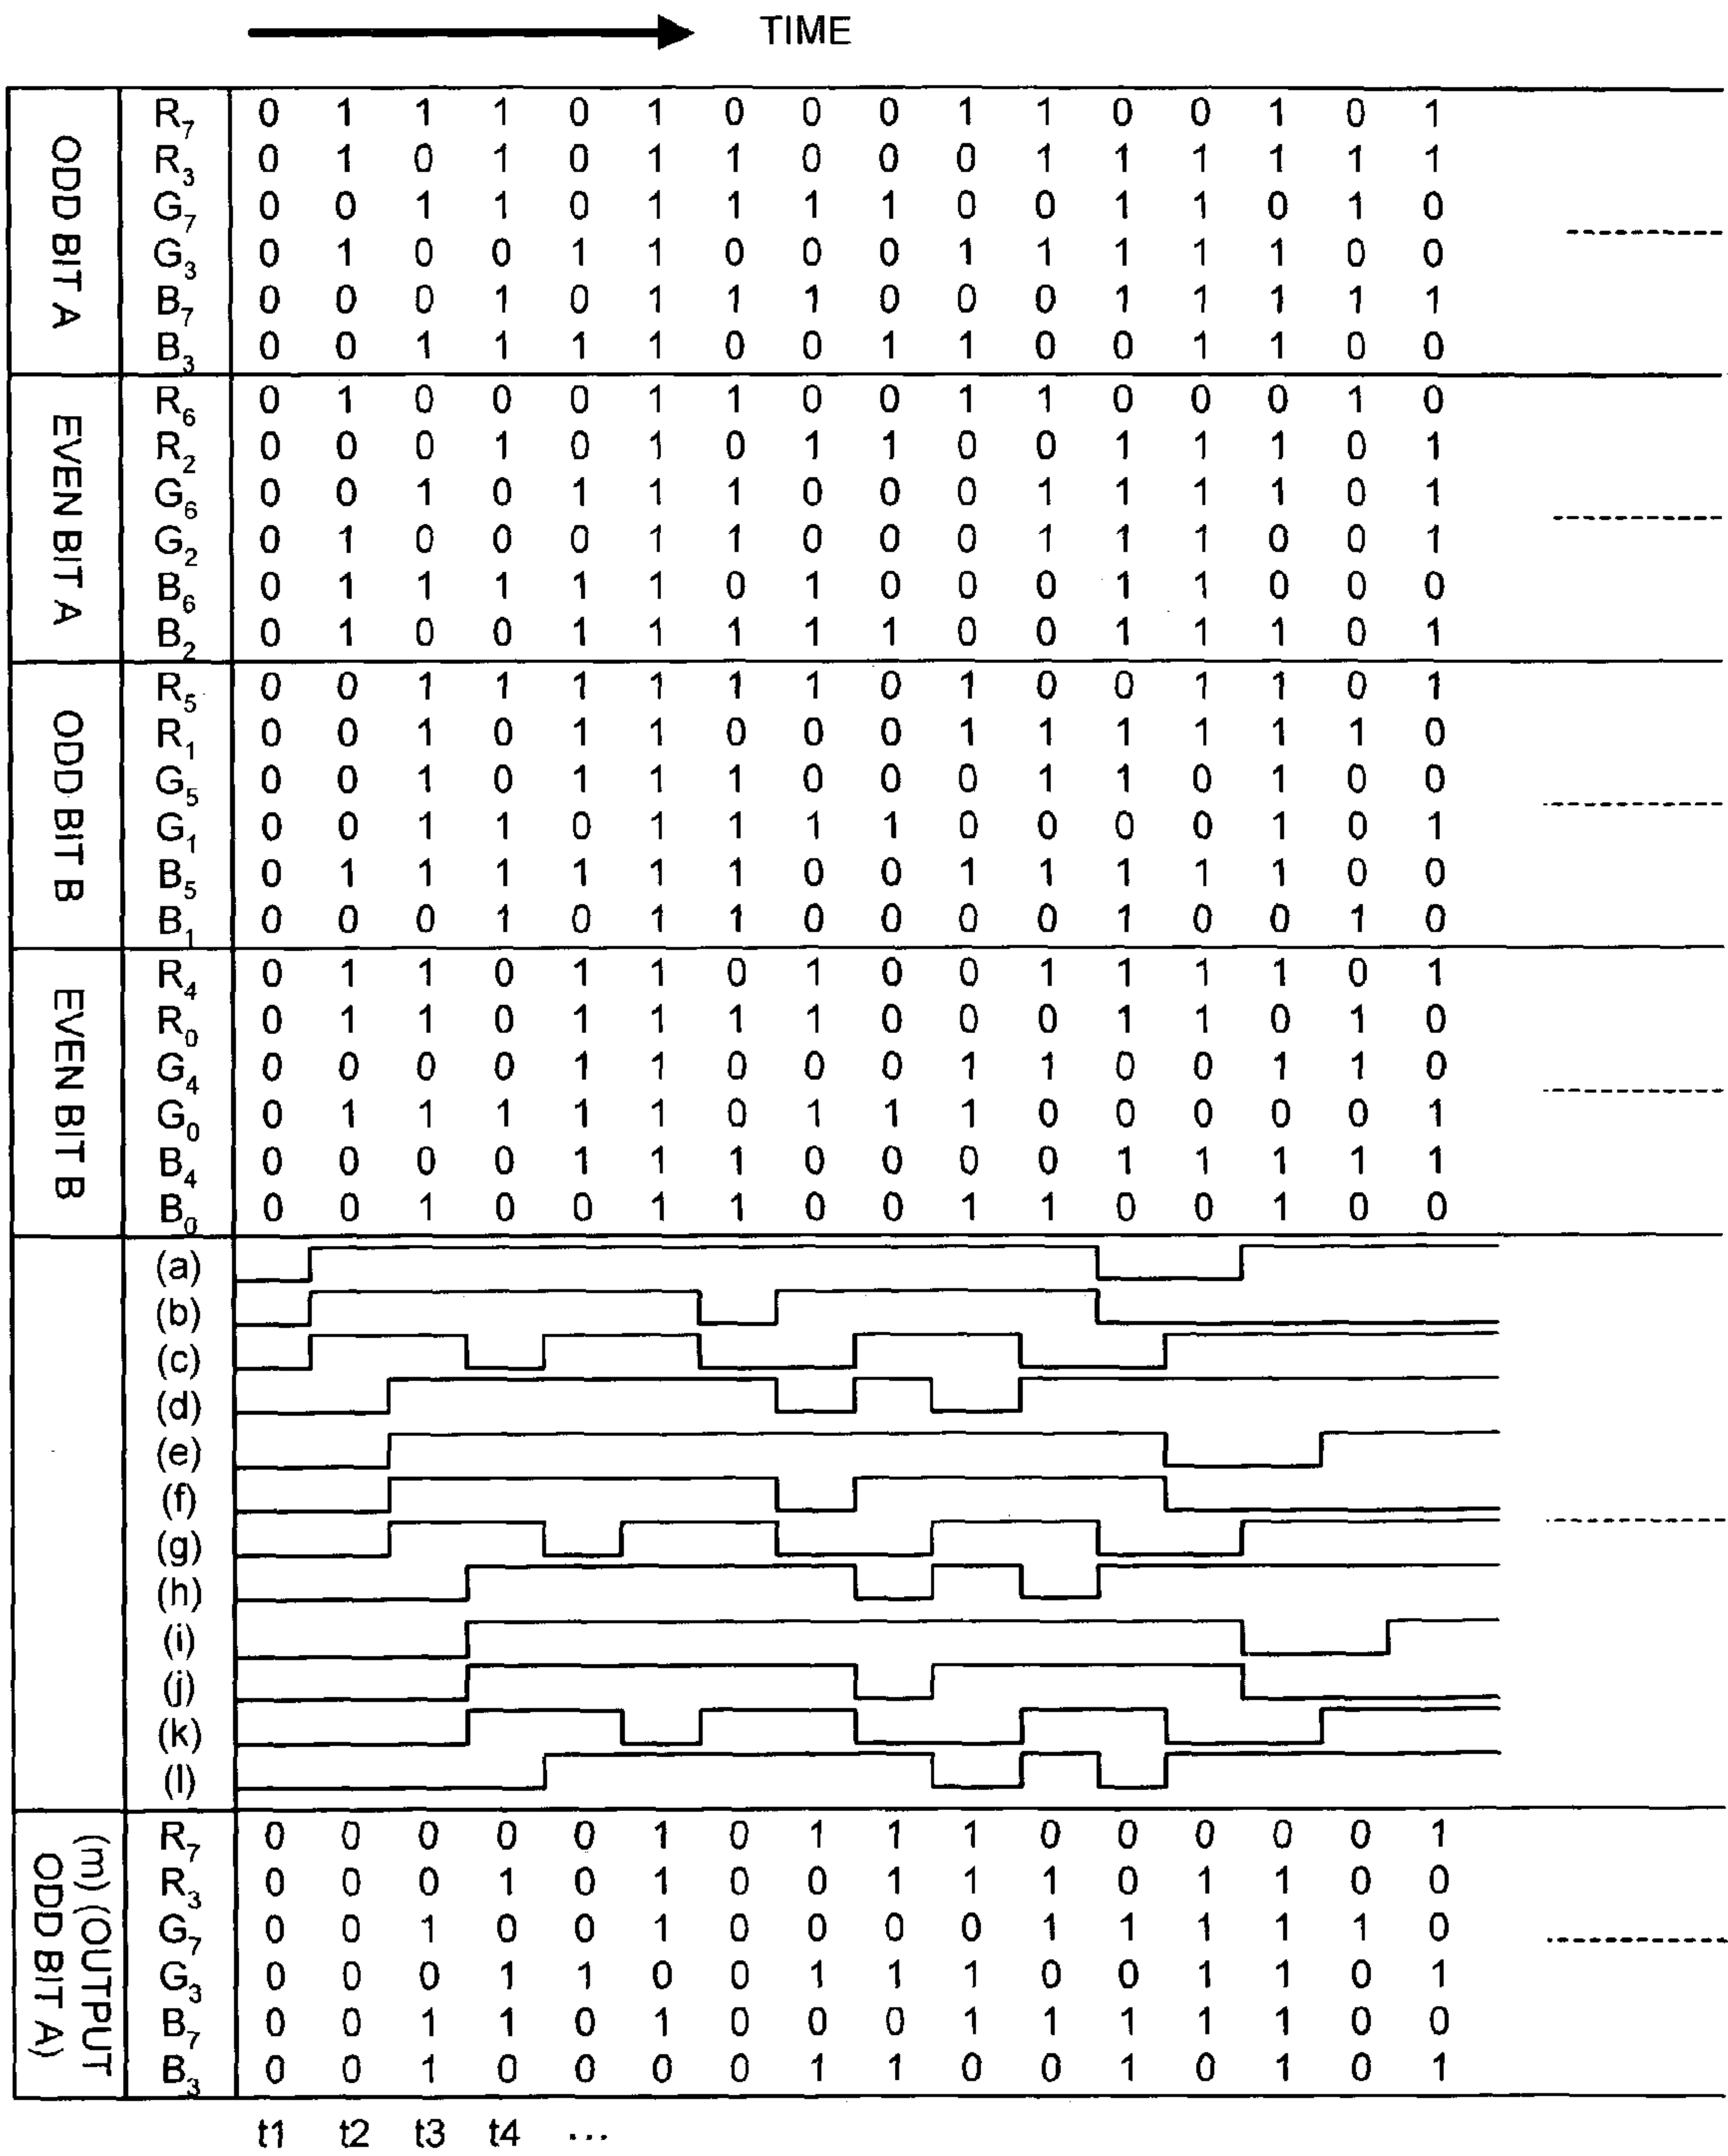 TIME
ODD BIT A
R7 0 1 1 1 0 1 0 0 0 1 1 0 0 1 0 1
R3 0 1 0 1 0 1 1 0 0 0 1 1 1 1 1 1
G7 0 0 1 1 0 1 1 1 1 0 0 1 1 0 1 0
G3 0 1 0 0 1 1 0 0 0 1 1 1 1 1 0 0
B7 0 0 0 1 0 1 1 1 0 0 0 1 1 1 1 1
B3 0 0 1 1 1 1 0 0 1 1 0 0 1 1 0 0
EVEN BIT A
R6 0 1 0 0 0 1 1 0 0 1 1 0 0 0 1 0
R2 0 0 0 1 0 1 0 1 1 0 0 1 1 1 0 1
G6 0 0 1 0 1 1 1 0 0 0 1 1 1 1 0 1
G2 0 1 0 0 0 1 1 0 0 0 1 1 1 0 0 1
B6 0 1 1 1 1 1 0 1 0 0 0 1 1 0 0 0
B2 0 1 0 0 1 1 1 1 1 0 0 1 1 1 0 1
ODD BIT B
R5 0 0 1 1 1 1 1 1 0 1 0 0 1 1 0 1
R1 0 0 1 0 1 1 0 0 0 1 1 1 1 1 1 0
G5 0 0 1 0 1 1 1 0 0 0 1 1 0 1 0 0
G1 0 0 1 1 0 1 1 1 1 0 0 0 0 1 0 1
B5 0 1 1 1 1 1 1 0 0 1 1 1 1 1 0 0
B1 0 0 0 1 0 1 1 0 0 0 0 1 0 0 1 0
EVEN BIT B
R4 0 1 1 0 1 1 0 1 0 0 1 1 1 1 0 1
R0 0 1 1 0 1 1 1 1 0 0 0 1 1 0 1 0
G4 0 0 0 0 1 1 0 0 0 1 1 0 0 1 1 0
G0 0 1 1 1 1 1 0 1 1 1 0 0 0 0 0 1
B4 0 0 0 0 1 1 1 0 0 0 0 1 1 1 1 1
B0 0 0 1 0 0 1 1 0 0 1 1 0 0 1 0 0
(a)
(b)
(c)
(d)
(e)
(f)
(g)
(h)
(i)
(j)
(k)
(l)
(m) (OUTPUT
ODD BIT A)
R7 0 0 0 0 0 1 0 1 1 1 0 0 0 0 0 1
R3 0 0 0 1 0 1 0 0 1 1 1 0 1 1 0 0
G7 0 0 1 0 0 1 0 0 0 0 1 1 1 1 1 0
G3 0 0 0 1 1 0 0 1 1 1 0 0 1 1 0 1
B7 0 0 1 1 0 1 0 0 0 1 1 1 1 1 0 0
B3 0 0 1 0 0 0 0 1 1 0 0 1 0 1 0 1
t1 t2 t3 t4 ...